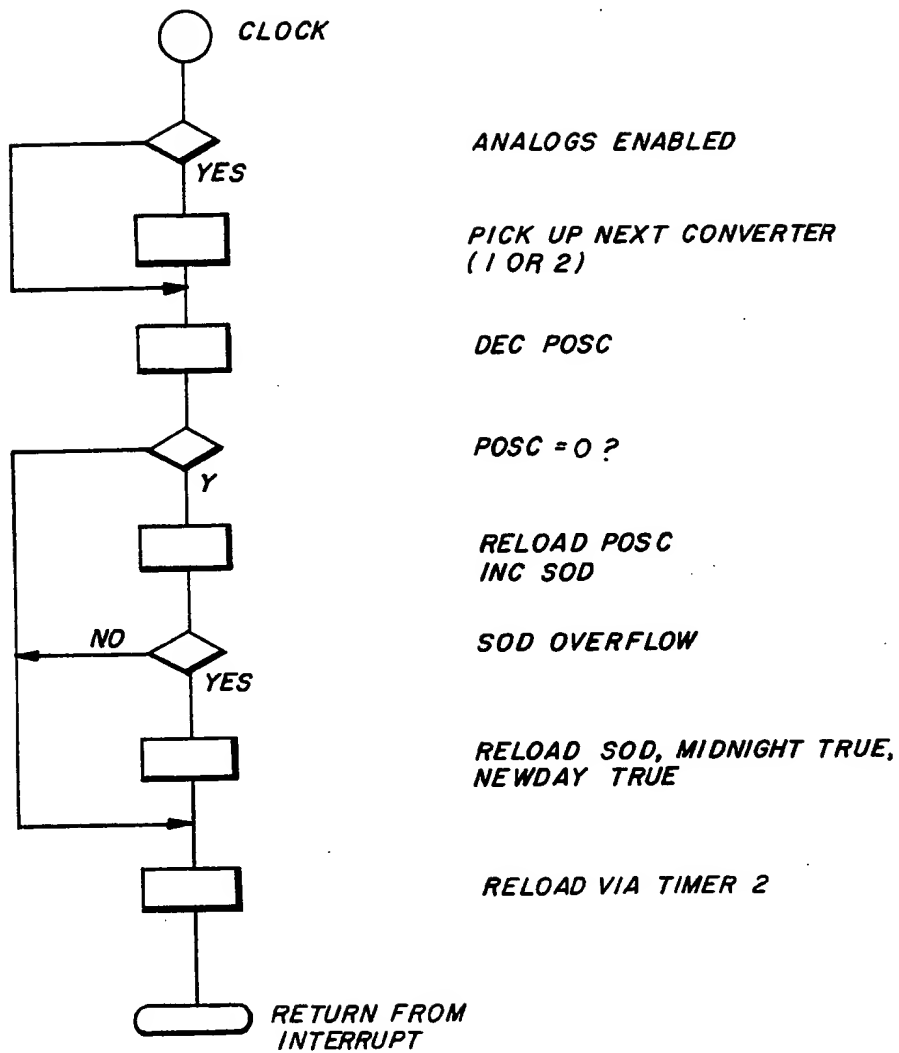 CLOCK
ANALOGS ENABLED
YES
PICK UP NEXT CONVERTER
(1 OR 2)
DEC POSC
POSC = 0 ?
Y
RELOAD POSC
INC SOD
NO
SOD OVERFLOW
YES
RELOAD SOD, MIDNIGHT TRUE,
NEWDAY TRUE
RELOAD VIA TIMER 2
RETURN FROM
INTERRUPT